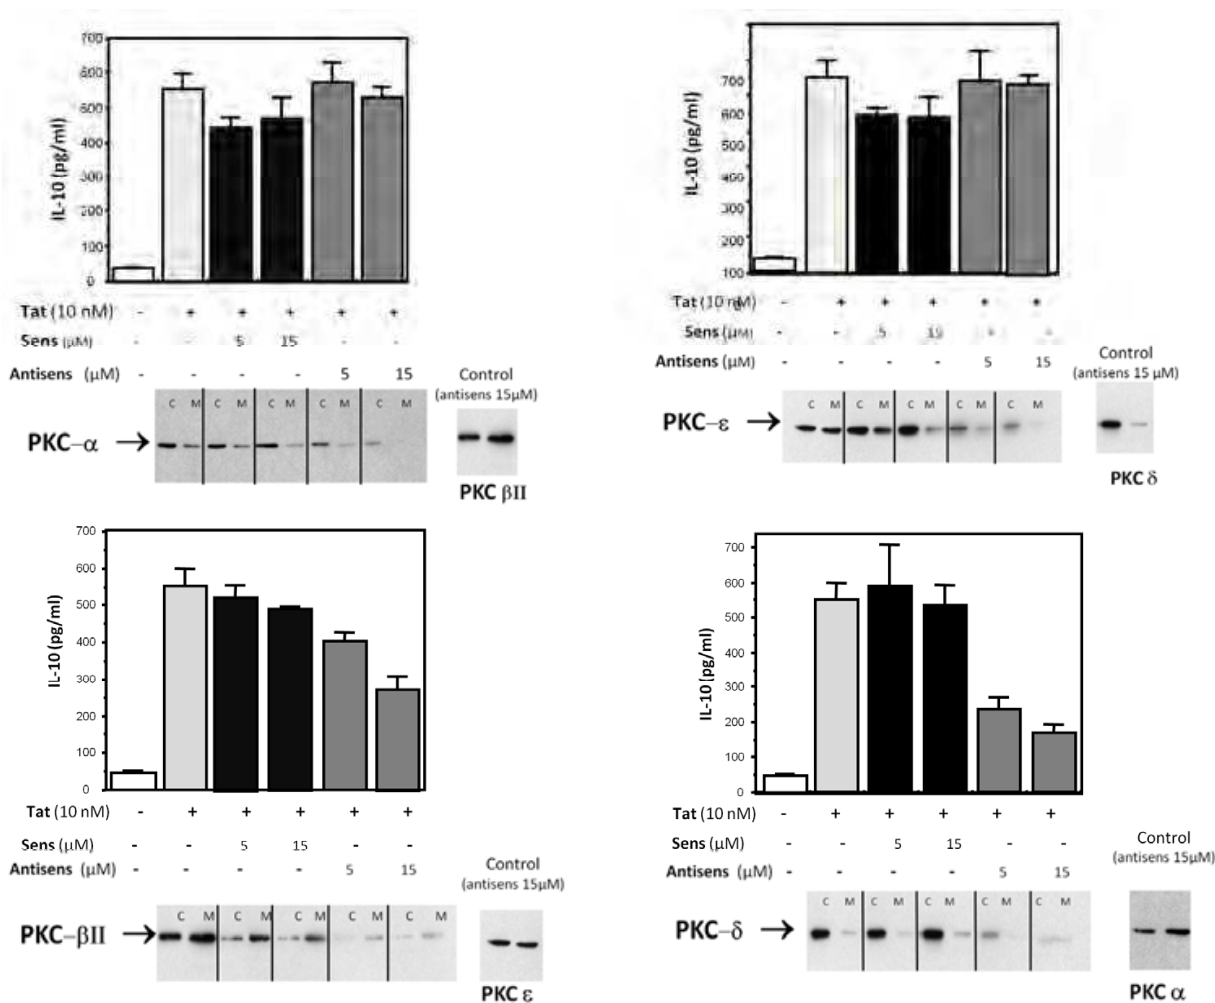 700
600
500
400
300
200
100
0
IL-10 (pg/ml)
Tat (10 nM) - + + + + +
Sens (µM) - - 5 15 - -
Antisens (µM) - - - - 5 15
Control
(antisens 15µM)
C M C M C M C M C M
PKC-α
PKC βII
700
600
500
400
300
200
100
IL-10 (pg/ml)
Tat (10 nM) - + + + + +
Sens (µM) - - 5
Antisens (µM) - - - - 5 15
Control
(antisens 15 µM)
C M C M C M C M C M
PKC-ε
PKC δ
700
600
500
400
300
200
100
0
IL-10 (pg/ml)
Tat (10 nM) - + + + + +
Sens (µM) - - 5 15 - -
Antisens (µM) - - - - 5 15
Control
(antisens 15µM)
C M C M C M C M C M
PKC-βII
PKC ε
700
600
500
400
300
200
100
0
IL-10 (pg/ml)
Tat (10 nM) - + + + + +
Sens (µM) - - 5 15 - -
Antisens (µM) - - - - 5 15
Control
(antisens 15µM)
C M C M C M C M C M
PKC-δ
PKC α